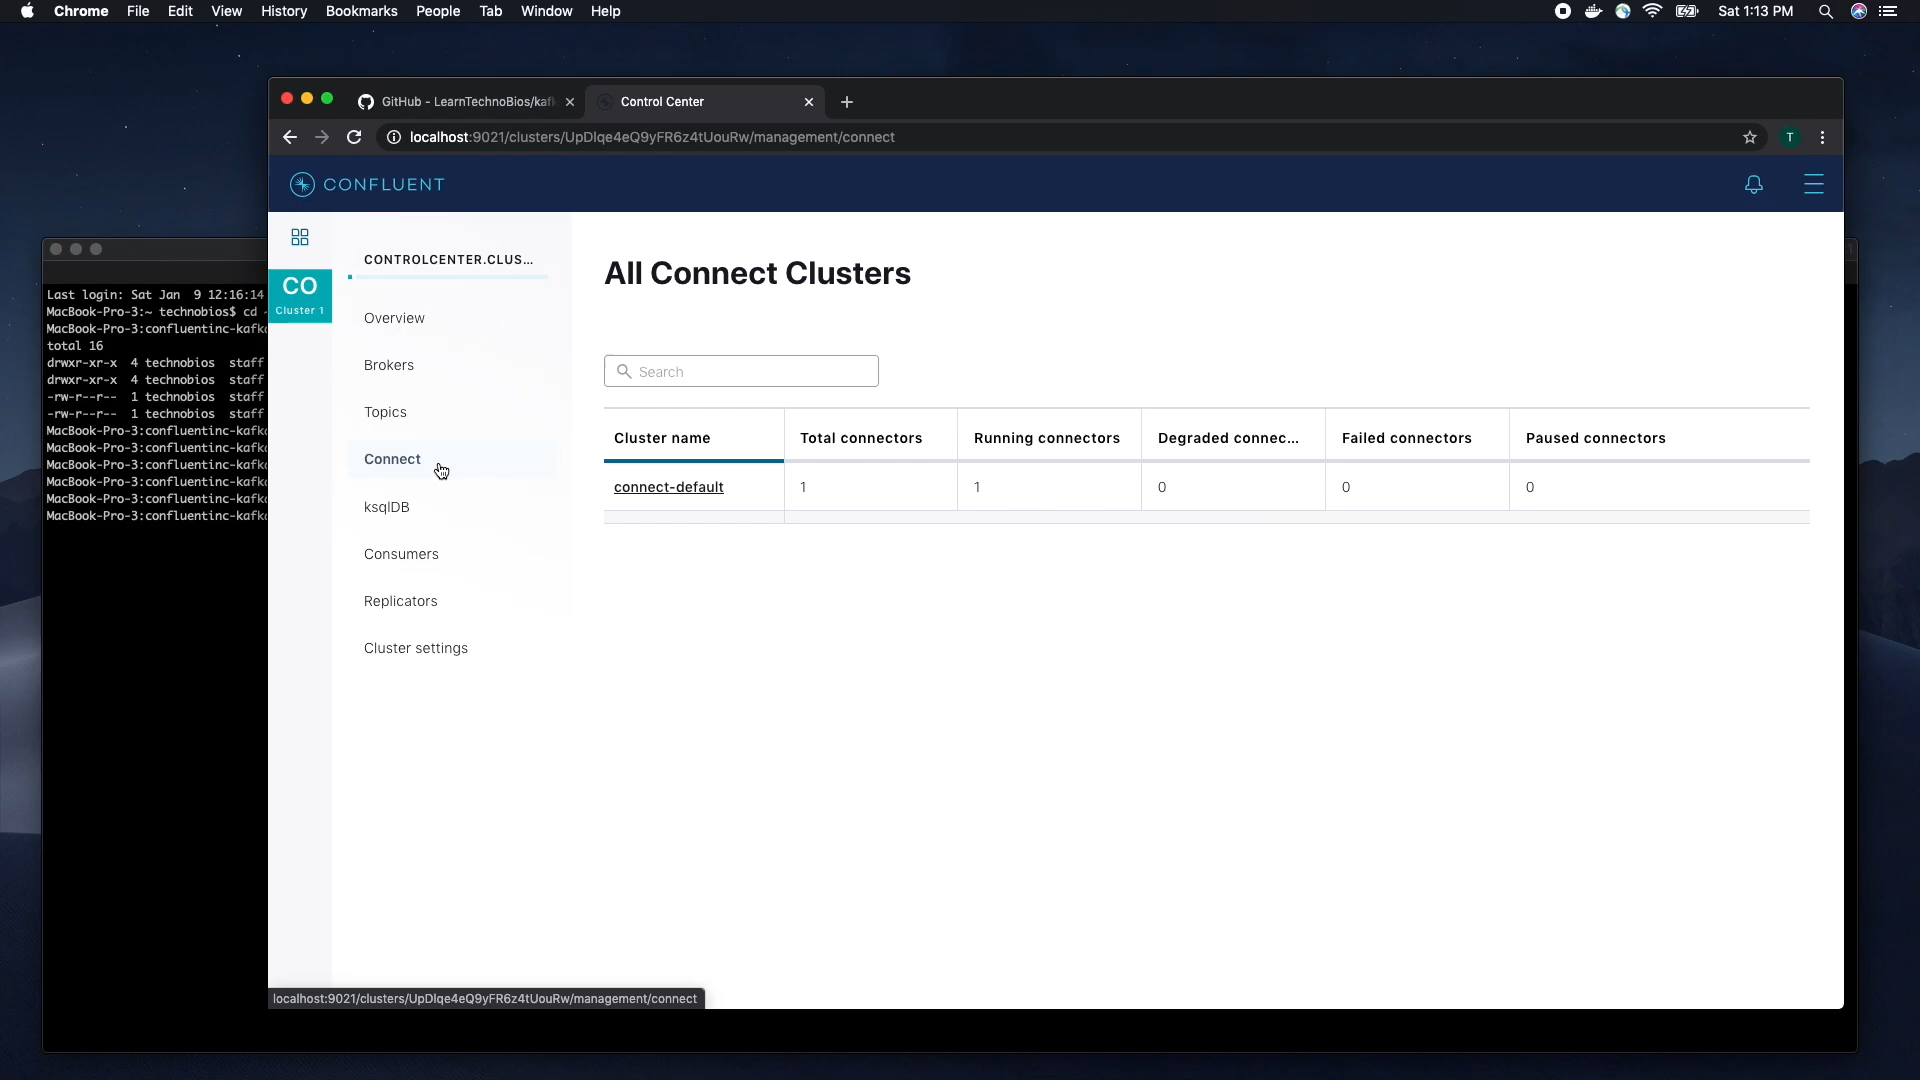 Chrome File Edit View History Bookmarks People Tab Window Help
Sat 1:13 PM
GitHub - LearnTechnoBios/kaf
Control Center
localhost:9021/clusters/UpDlqe4eQ9yFR6z4tUouRw/management/connect
T
CONFLUENT
CO
Cluster 1
CONTROLCENTER.CLUS...
Overview
Brokers
Topics
Connect
ksqlDB
Consumers
Replicators
Cluster settings
All Connect Clusters
Search
Cluster name Total connectors Running connectors Degraded connec... Failed connectors Paused connectors
connect-default 1 1 0 0 0
Last login: Sat Jan 9 12:16:14
MacBook-Pro-3:~ technobios$ cd
MacBook-Pro-3:confluentinc-kafk
total 16
drwxr-xr-x 4 technobios staff
drwxr-xr-x 4 technobios staff
-rw-r--r-- 1 technobios staff
-rw-r--r-- 1 technobios staff
MacBook-Pro-3:confluentinc-kafk
MacBook-Pro-3:confluentinc-kafk
MacBook-Pro-3:confluentinc-kafk
MacBook-Pro-3:confluentinc-kafk
MacBook-Pro-3:confluentinc-kafk
MacBook-Pro-3:confluentinc-kafk
localhost:9021/clusters/UpDlqe4eQ9yFR6z4tUouRw/management/connect